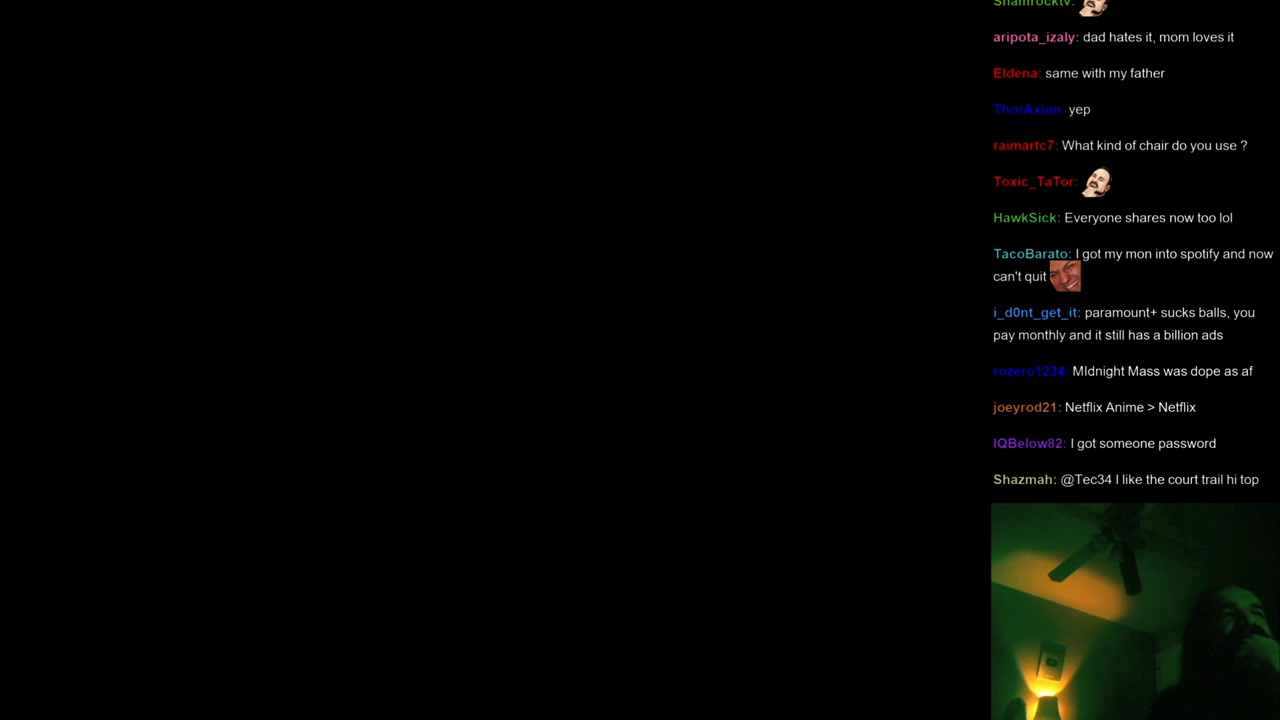 Shamrocktv:
aripota_izaly: dad hates it, mom loves it
Eldena: same with my father
ThorAxiun: yep
raimartc7: What kind of chair do you use ?
Toxic_TaTor:
HawkSick: Everyone shares now too lol
TacoBarato: I got my mon into spotify and now
can't quit
i_d0nt_get_it: paramount+ sucks balls, you
pay monthly and it still has a billion ads
rozero1234: MIdnight Mass was dope as af
joeyrod21: Netflix Anime > Netflix
IQBelow82: I got someone password
Shazmah: @Tec34 I like the court trail hi top